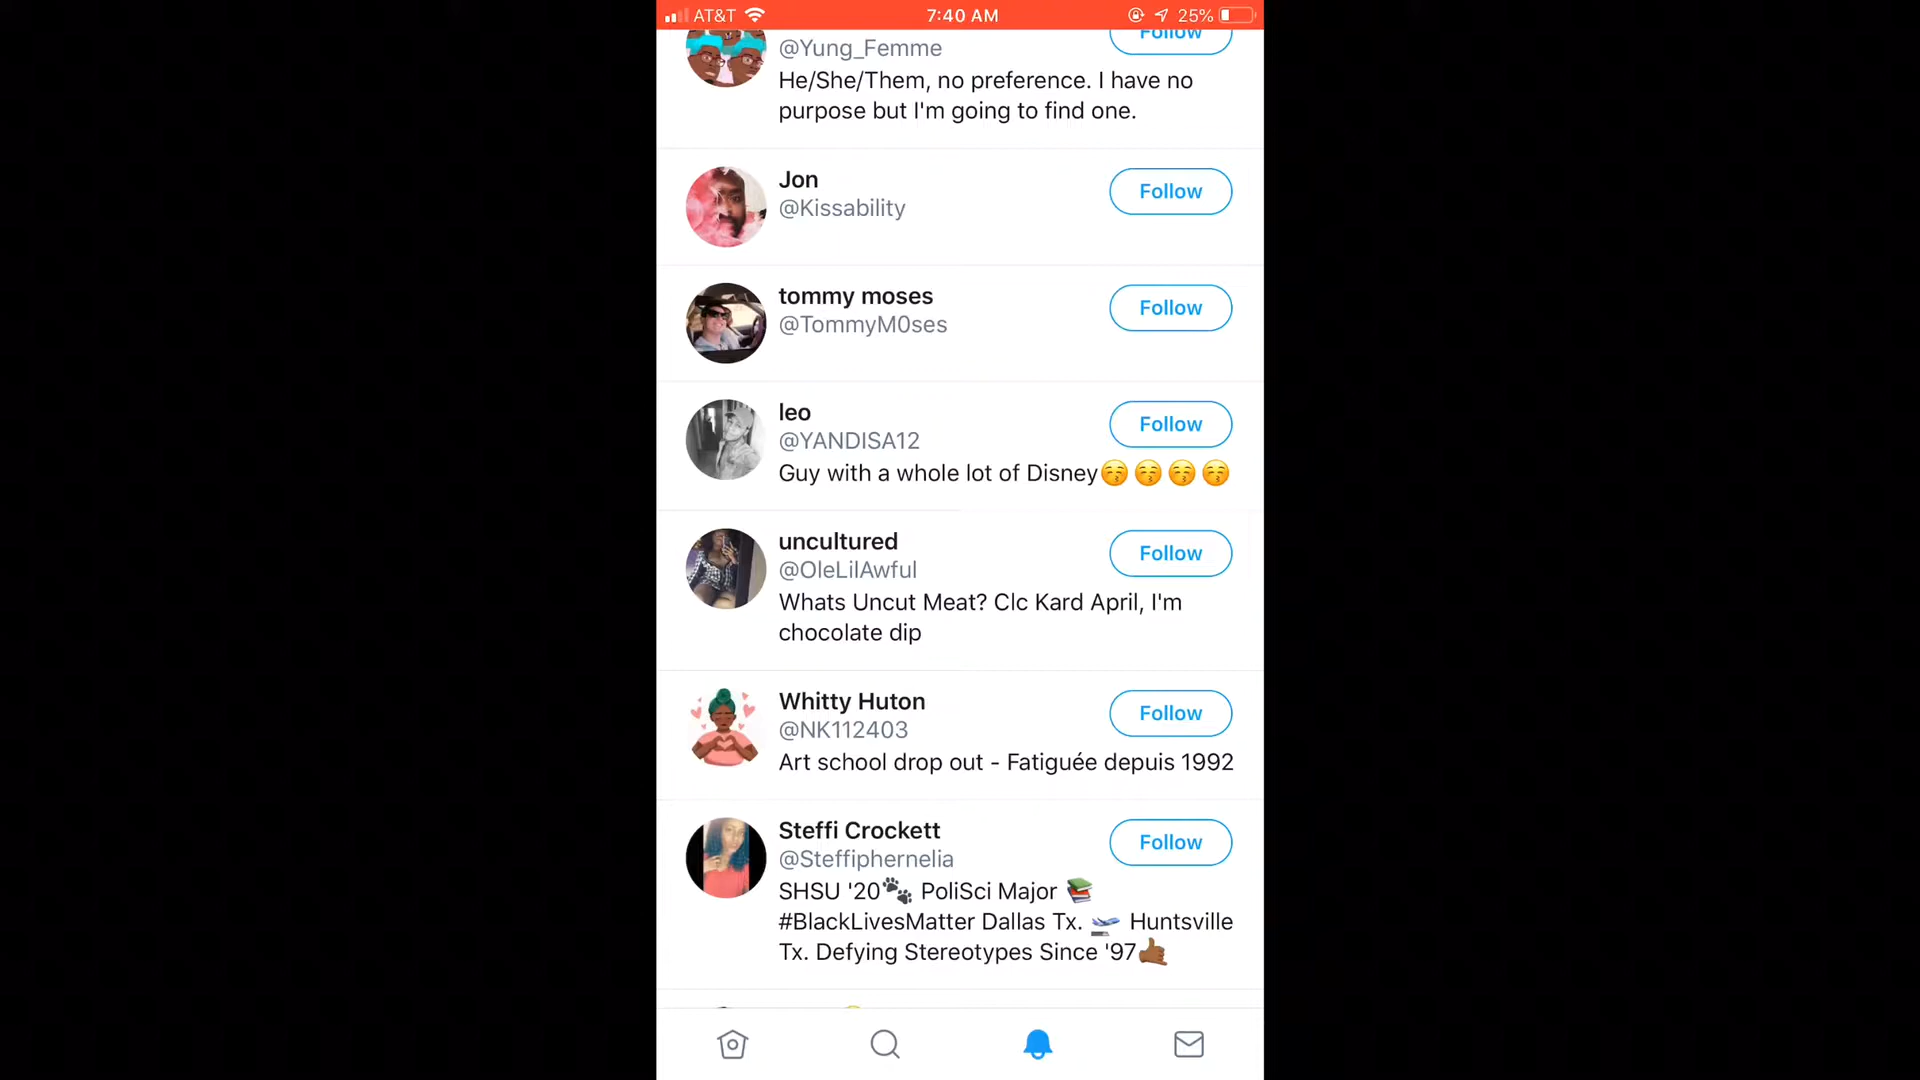 AT&T 7:40 AM 25%
@Yung_Femme Follow
He/She/Them, no preference. I have no
purpose but I'm going to find one.
Jon
@Kissability
Follow
tommy moses
@TommyM0ses
Follow
leo
@YANDISA12
Follow
Guy with a whole lot of Disney😚😚😚😚
uncultured
@OleLilAwful
Follow
Whats Uncut Meat? Clc Kard April, I'm
chocolate dip
Whitty Huton
@NK112403
Follow
Art school drop out - Fatiguée depuis 1992
Steffi Crockett
@Steffiphernelia
Follow
SHSU '20🐾 PoliSci Major 📚
#BlackLivesMatter Dallas Tx. 🛫 Huntsville
Tx. Defying Stereotypes Since '97🤙🏾